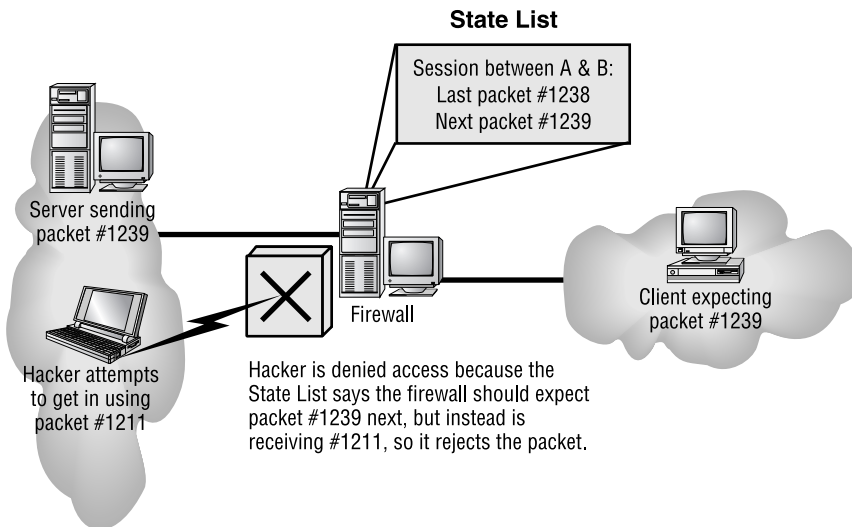 State List
Session between A & B:
Last packet #1238
Next packet #1239
Server sending
packet #1239
Firewall
Client expecting
packet #1239
Hacker attempts
to get in using
packet #1211
Hacker is denied access because the
State List says the firewall should expect
packet #1239 next, but instead is
receiving #1211, so it rejects the packet.